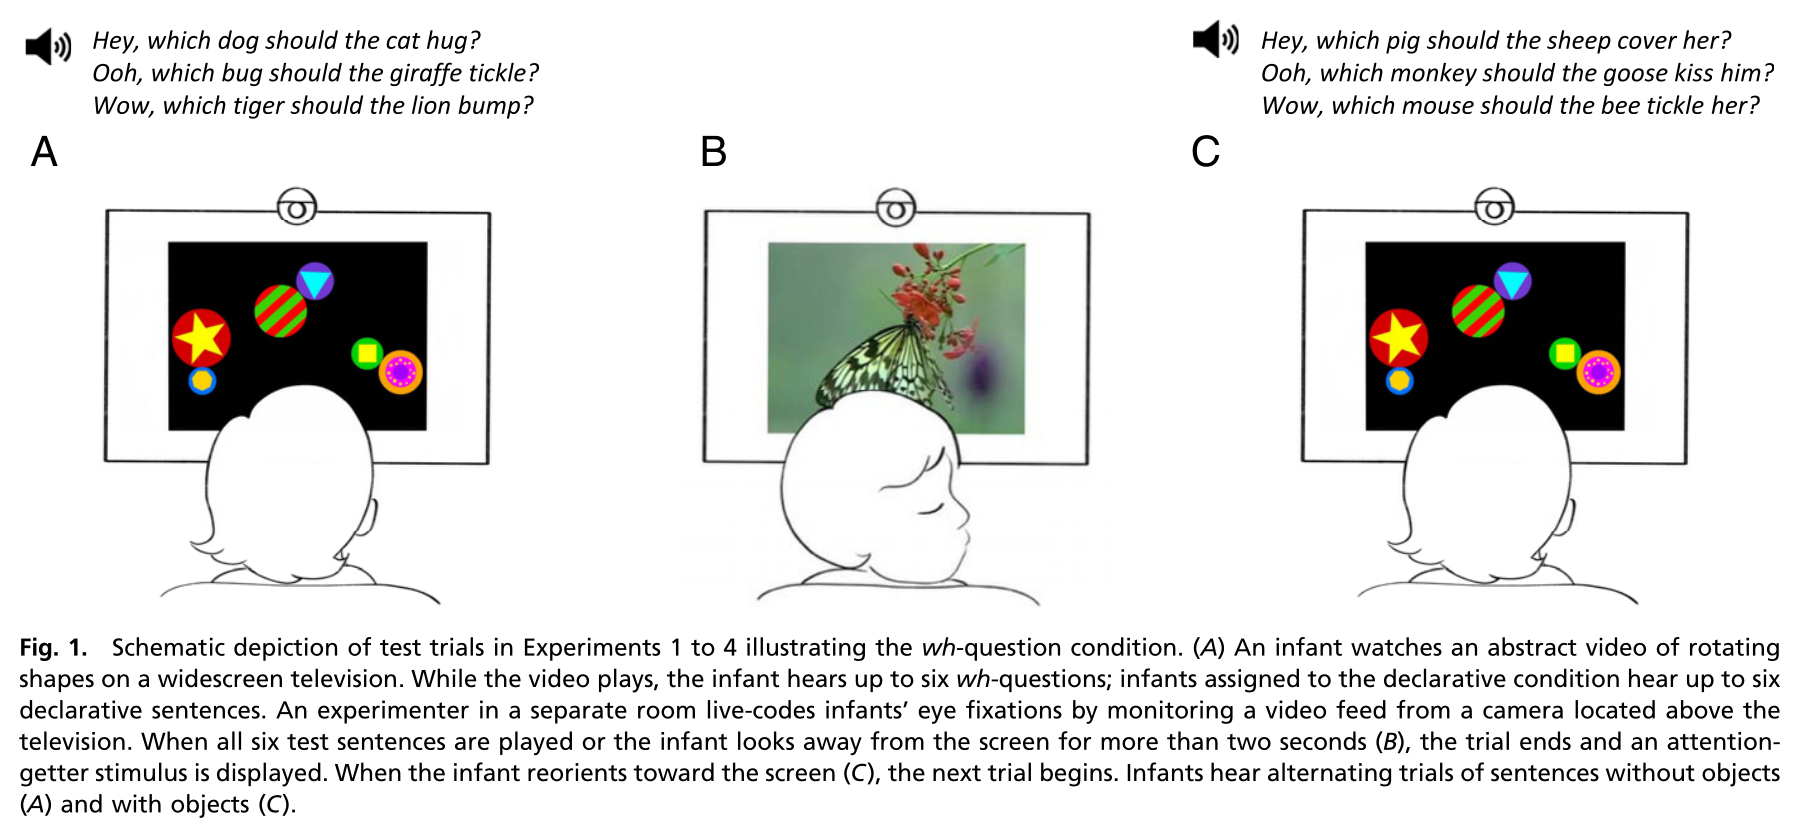 Hey, which dog should the cat hug?
Ooh, which bug should the giraffe tickle?
Wow, which tiger should the lion bump?
Hey, which pig should the sheep cover her?
Ooh, which monkey should the goose kiss him?
Wow, which mouse should the bee tickle her?
A
B
C
Fig. 1. Schematic depiction of test trials in Experiments 1 to 4 illustrating the wh-question condition. (A) An infant watches an abstract video of rotating
shapes on a widescreen television. While the video plays, the infant hears up to six wh-questions; infants assigned to the declarative condition hear up to six
declarative sentences. An experimenter in a separate room live-codes infants’ eye fixations by monitoring a video feed from a camera located above the
television. When all six test sentences are played or the infant looks away from the screen for more than two seconds (B), the trial ends and an attention-
getter stimulus is displayed. When the infant reorients toward the screen (C), the next trial begins. Infants hear alternating trials of sentences without objects
(A) and with objects (C).